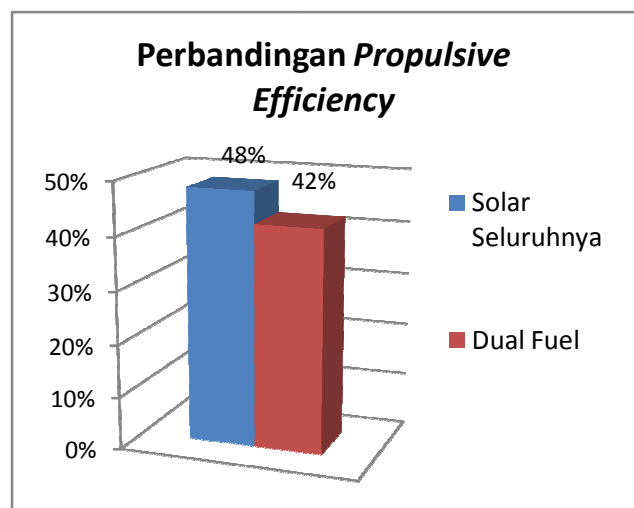 Perbandingan Propulsive
Efficiency
48%
42%
50%
40%
30%
20%
10%
0%
Solar
Seluruhnya
Dual Fuel